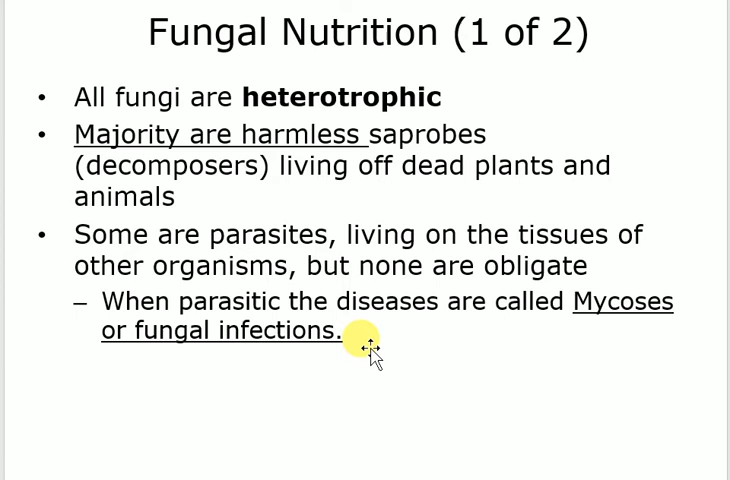 Fungal Nutrition (1 of 2)
• All fungi are heterotrophic
• Majority are harmless saprobes
(decomposers) living off dead plants and
animals
• Some are parasites, living on the tissues of
other organisms, but none are obligate
– When parasitic the diseases are called Mycoses
or fungal infections.